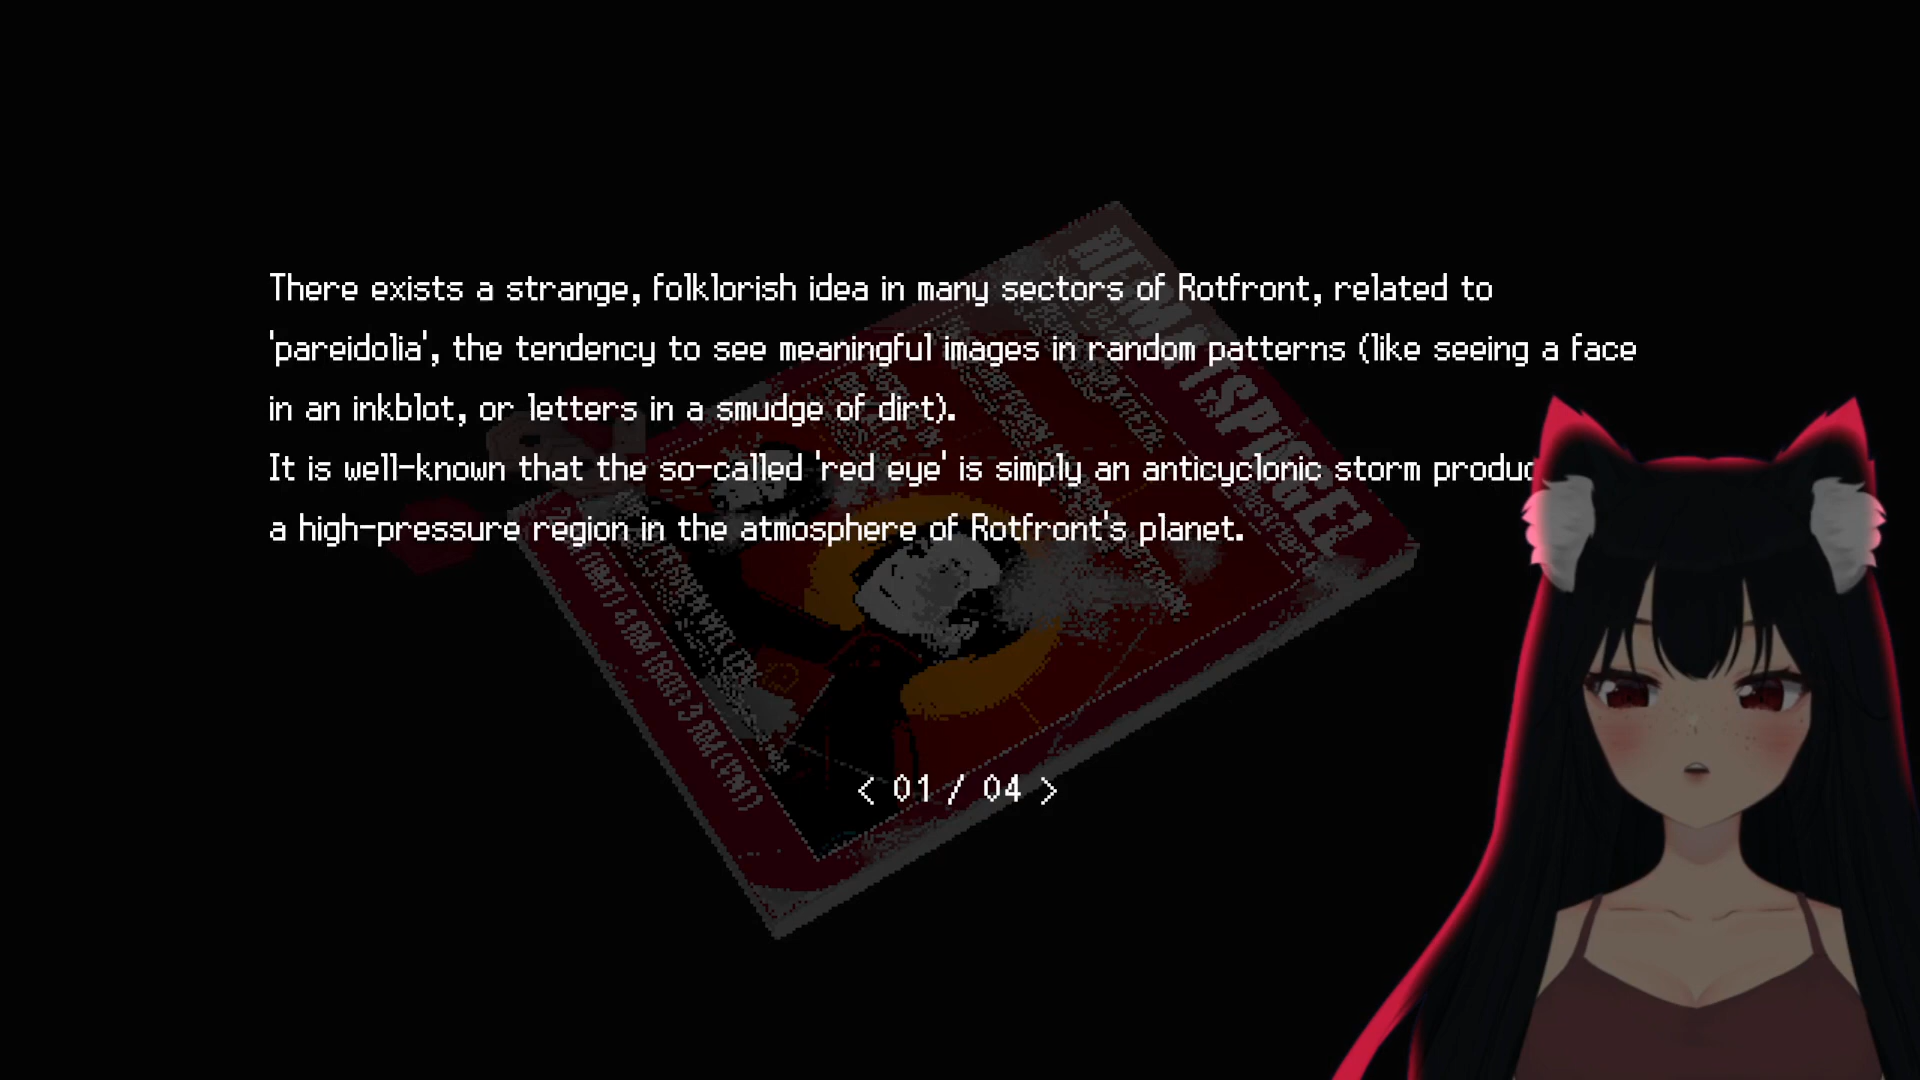 There exists a strange, folklorish idea in many sectors of Rotfront, related to
'pareidolia', the tendency to see meaningful images in random patterns (like seeing a face
in an inkblot, or letters in a smudge of dirt).
It is well-known that the so-called 'red eye' is simply an anticyclonic storm
a high-pressure region in the atmosphere of Rotfront's planet.
< 01 / 04 >